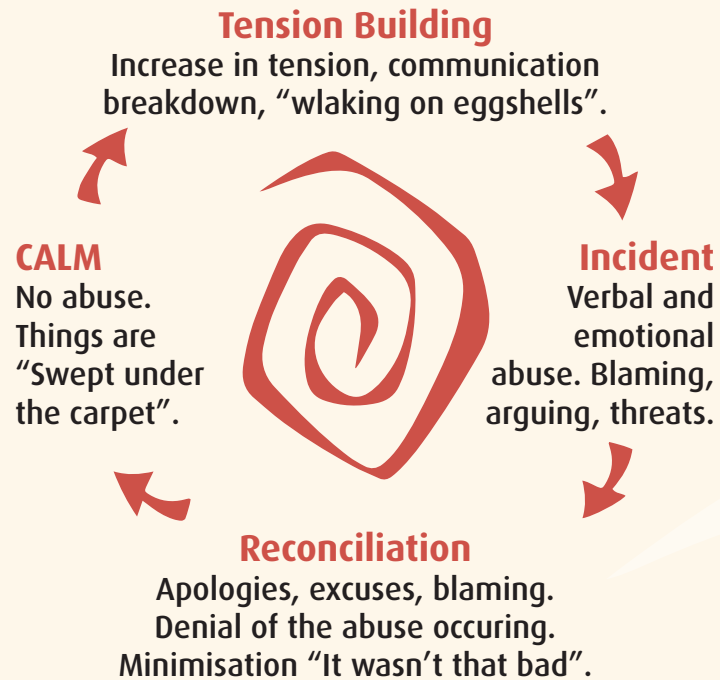 Tension Building
Increase in tension, communication
breakdown, “wlaking on eggshells”.
CALM
No abuse.
Things are
“Swept under
the carpet”.
Incident
Verbal and
emotional
abuse. Blaming,
arguing, threats.
Reconciliation
Apologies, excuses, blaming.
Denial of the abuse occuring.
Minimisation “It wasn’t that bad”.